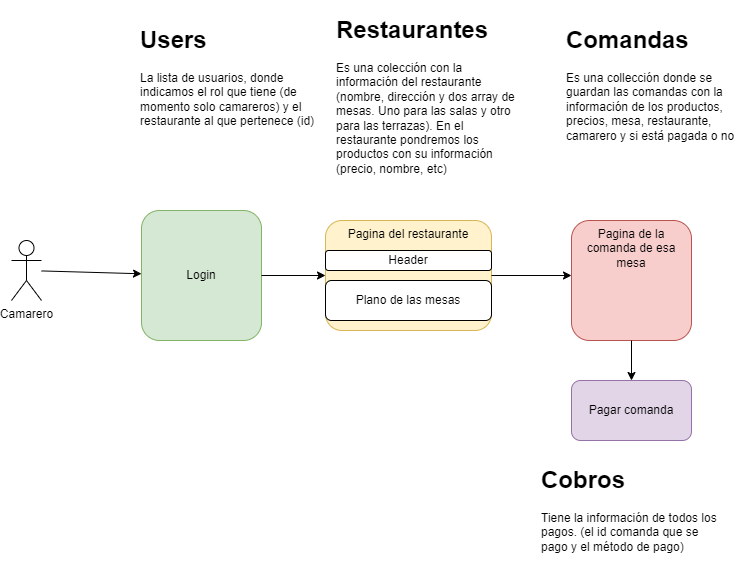 Users
La lista de usuarios, donde
indicamos el rol que tiene (de
momento solo camareros) y el
restaurante al que pertenece (id)
Restaurantes
Es una colección con la
información del restaurante
(nombre, dirección y dos array de
mesas. Uno para las salas y otro
para las terrazas). En el
restaurante pondremos los
productos con su información
(precio, nombre, etc)
Comandas
Es una collección donde se
guardan las comandas con la
información de los productos,
precios, mesa, restaurante,
camarero y si está pagada o no
Camarero
Login
Pagina del restaurante
Header
Plano de las mesas
Pagina de la
comanda de esa
mesa
Pagar comanda
Cobros
Tiene la información de todos los
pagos. (el id comanda que se
pago y el método de pago)